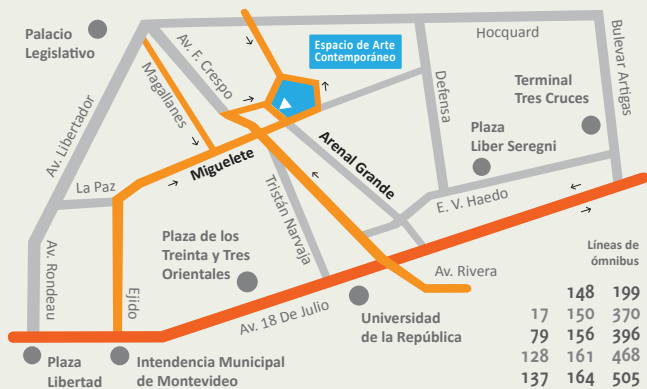 Palacio
Legislativo
Av. Libertador
Magallanes
Av. F. Crespo
Espacio de Arte
Contemporáneo
Hocquard
Bulevar Artigas
Defensa
Terminal
Tres Cruces
Plaza
Liber Seregni
La Paz
Miguelete
Arenal Grande
Tristán Narvaja
E. V. Haedo
Av. Rondeau
Ejido
Plaza de los
Treinta y Tres
Orientales
Av. 18 De Julio
Av. Rivera
Universidad
de la República
Plaza
Libertad
Intendencia Municipal
de Montevideo
Líneas de
ómnibus
148 199
17 150 370
79 156 396
128 161 468
137 164 505